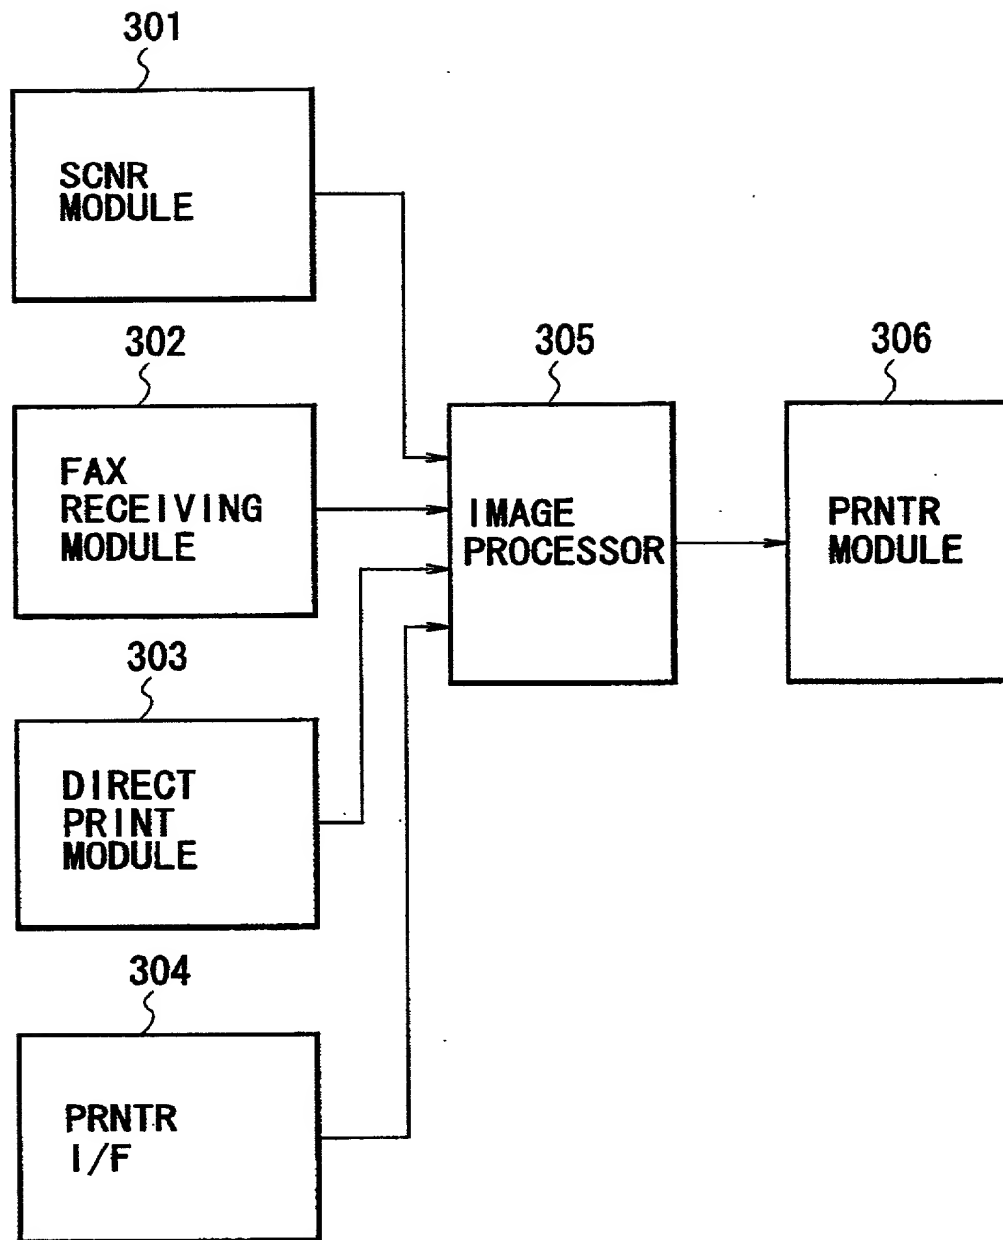 301
SCNR
MODULE
302
FAX
RECEIVING
MODULE
303
DIRECT
PRINT
MODULE
304
PRNTR
I/F
305
IMAGE
PROCESSOR
306
PRNTR
MODULE